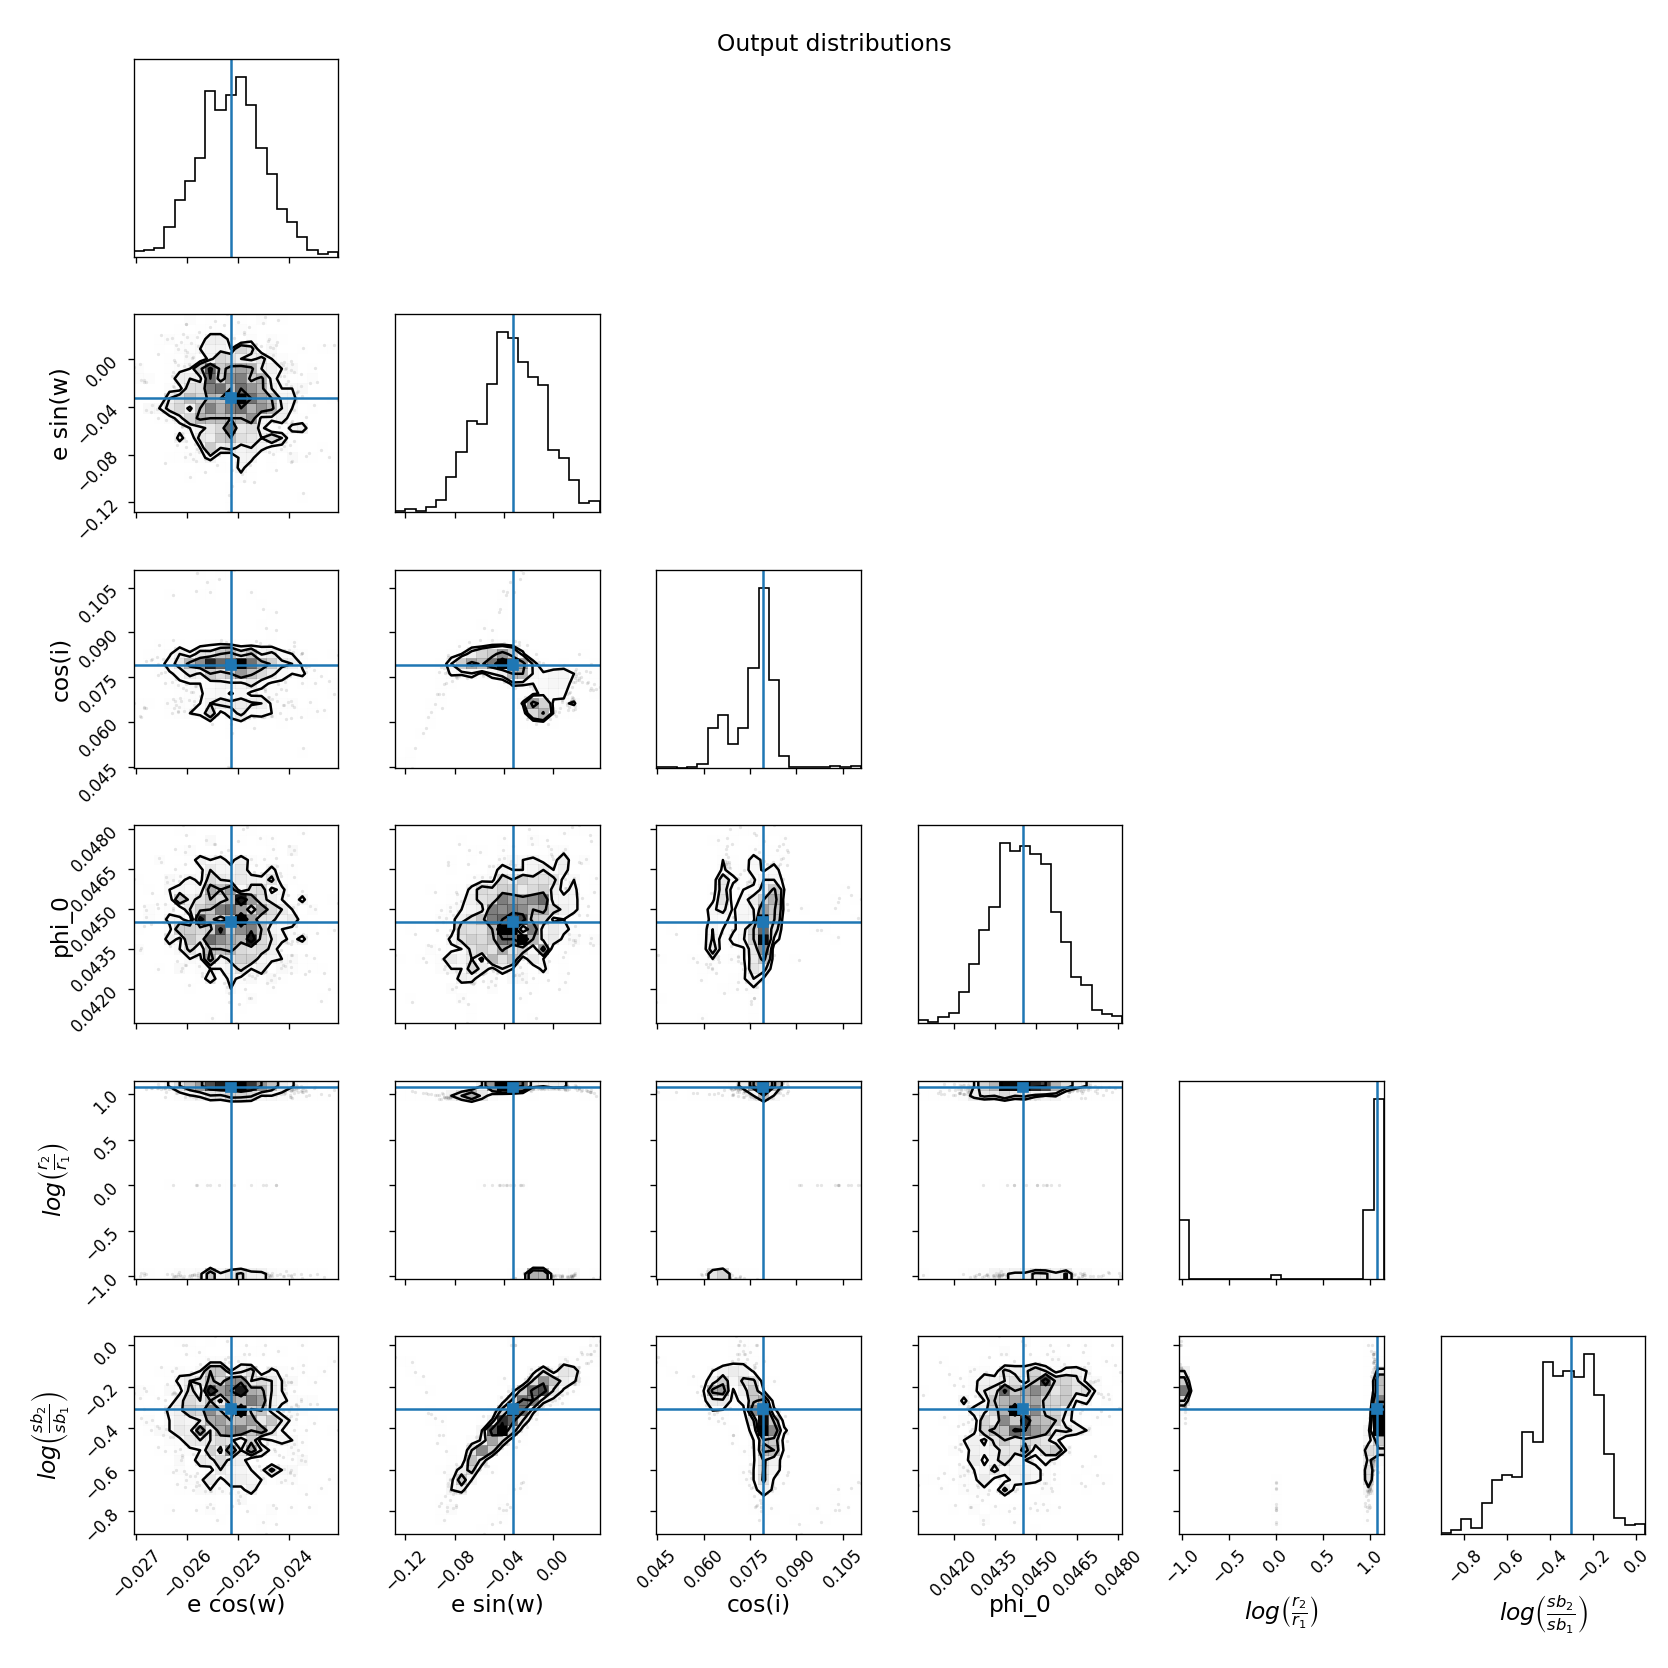 Output distributions
e sin(w)
0.00
−0.04
−0.08
−0.12
cos(i)
0.105
0.090
0.075
0.060
0.045
phi_0
0.0480
0.0465
0.0450
0.0435
0.0420
log(r₂/r₁)
1.0
0.5
0.0
−0.5
−1.0
log(sb₂/sb₁)
0.0
−0.2
−0.4
−0.6
−0.8
−0.027 −0.026 −0.025 −0.024
e cos(w)
−0.12 −0.08 −0.04 0.00
e sin(w)
0.045 0.060 0.075 0.090 0.105
cos(i)
0.0420 0.0435 0.0450 0.0465 0.0480
phi_0
−1.0 −0.5 0.0 0.5 1.0
log(r₂/r₁)
−0.8 −0.6 −0.4 −0.2 0.0
log(sb₂/sb₁)